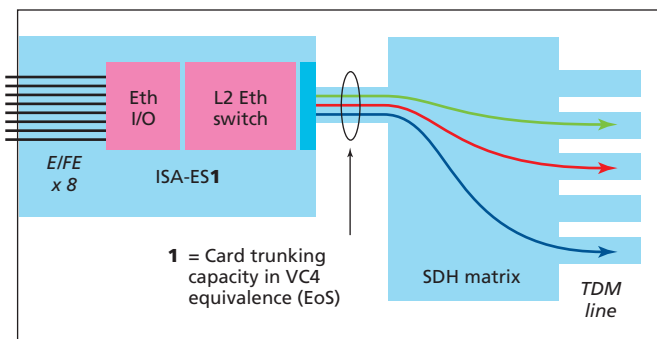 Eth
I/O
L2 Eth
switch
E/FE
x 8
ISA-ES1
1 = Card trunking
capacity in VC4
equivalence (EoS)
SDH matrix
TDM
line